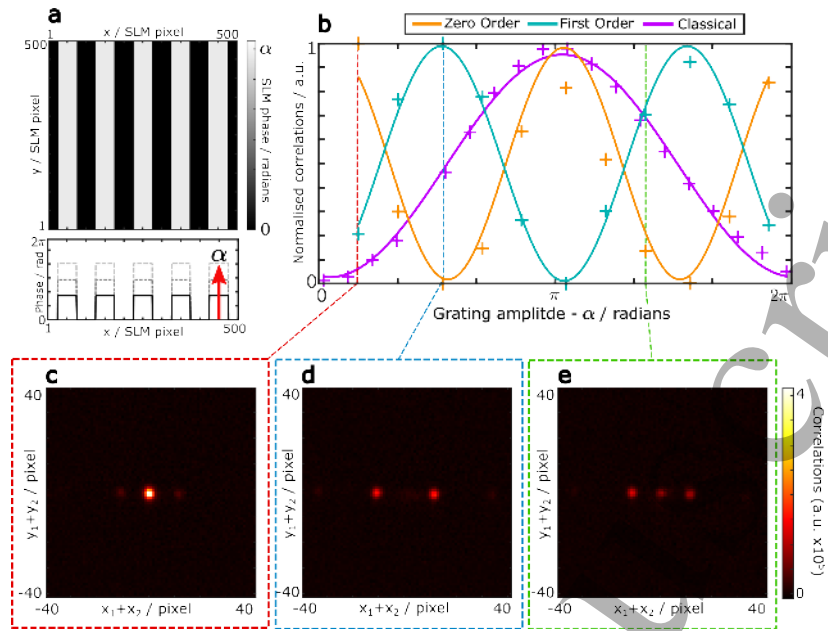 Zero Order First Order Classical
a
1 x / SLM pixel 500
500
y / SLM pixel
1
α
SLM phase / radians
0
2π
Phase / rad
0
α
1 x / SLM pixel 500
b
1
Normalised correlations / a.u.
0
0 π 2π
Grating amplitde - α / radians
c
40
y₁+y₂ / pixel
-40
-40 x₁+x₂ / pixel 40
d
40
y₁+y₂ / pixel
-40
-40 x₁+x₂ / pixel 40
e
40
y₁+y₂ / pixel
-40
-40 x₁+x₂ / pixel 40
4
Correlations (a.u. x10⁵)
0